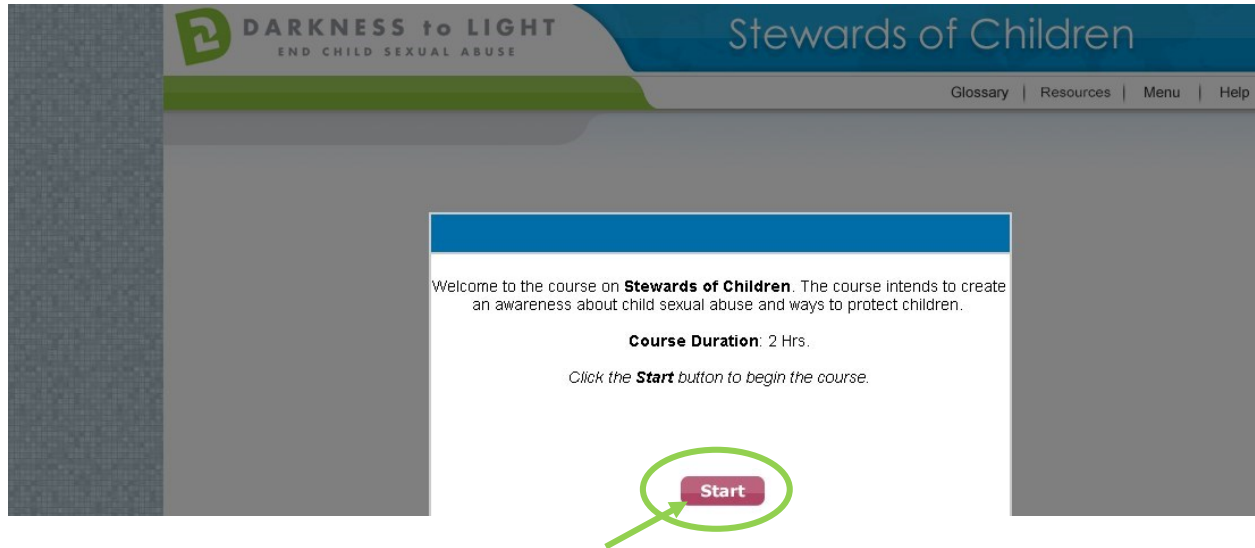 DARKNESS to LIGHT
END CHILD SEXUAL ABUSE
Stewards of Children
Glossary | Resources | Menu | Help
Welcome to the course on Stewards of Children. The course intends to create
an awareness about child sexual abuse and ways to protect children.
Course Duration: 2 Hrs.
Click the Start button to begin the course.
Start